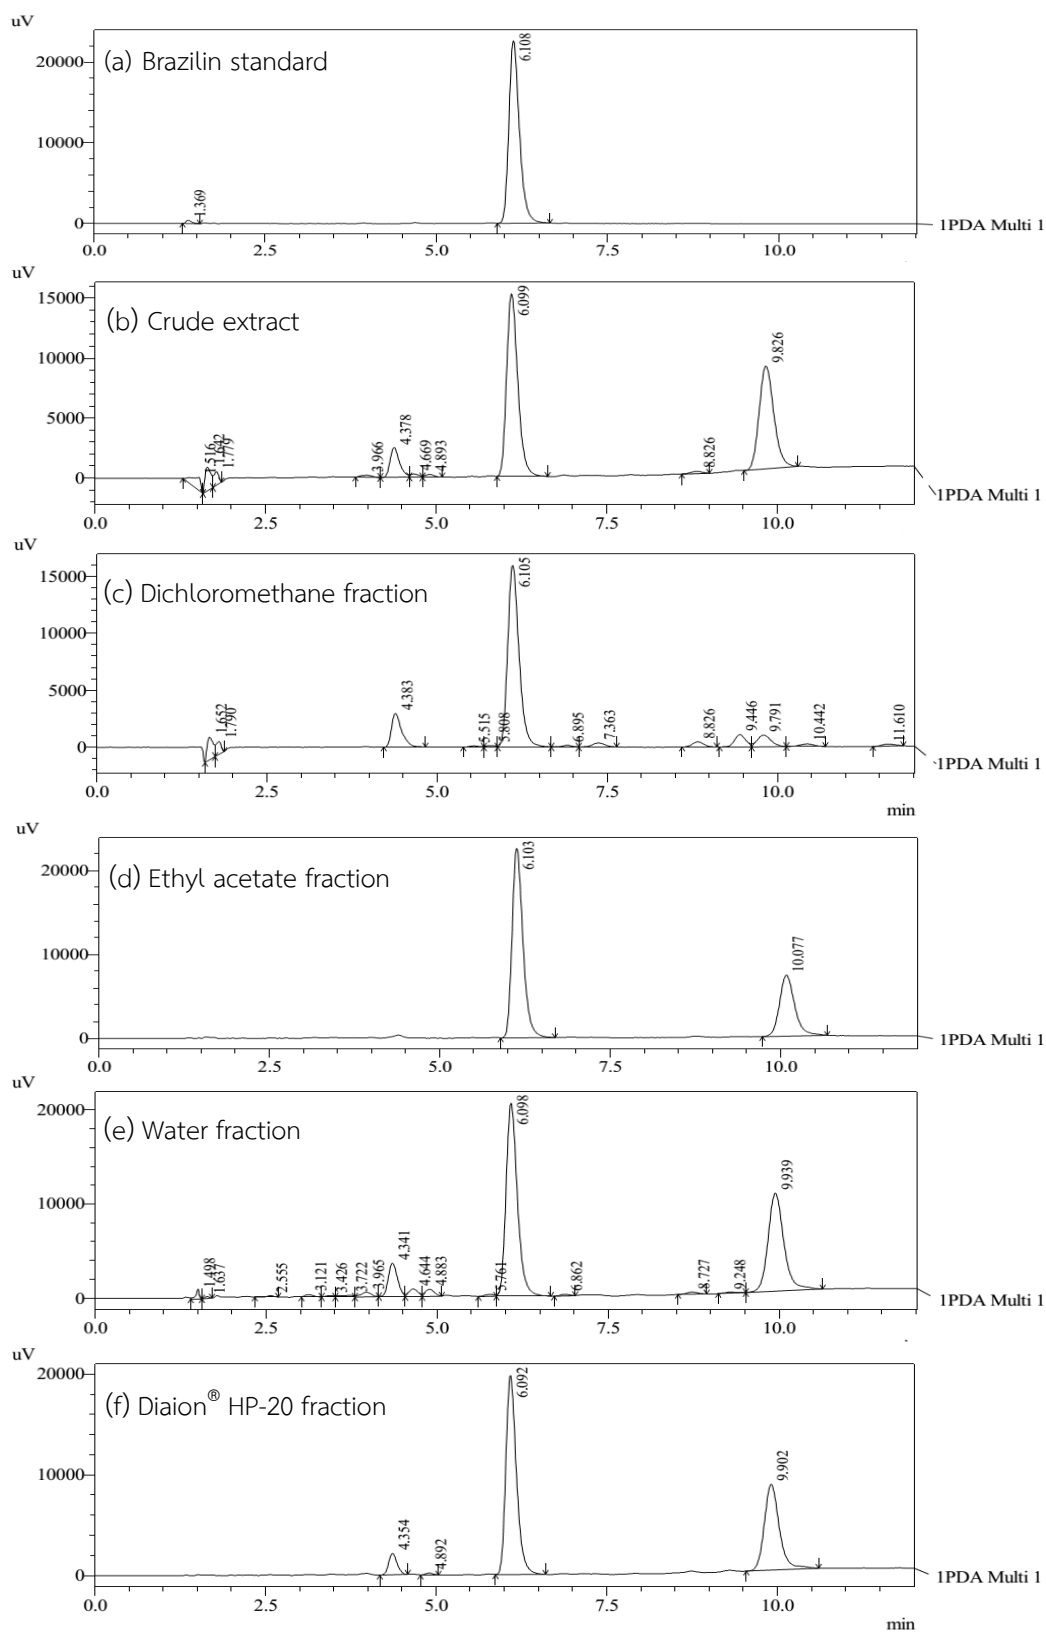 uV
(a) Brazilin standard
20000
10000
0
1.369
6.108
1PDA Multi 1
0.0 2.5 5.0 7.5 10.0
uV
(b) Crude extract
15000
10000
5000
0
1.642
1.779
3.966
4.378
4.669
4.893
6.099
8.826
9.826
1PDA Multi 1
0.0 2.5 5.0 7.5 10.0
uV
(c) Dichloromethane fraction
15000
10000
5000
0
1.652
1.790
4.383
5.515
5.808
6.105
6.895
7.363
8.826
9.446
9.791
10.442
11.610
1PDA Multi 1
0.0 2.5 5.0 7.5 10.0
min
uV
(d) Ethyl acetate fraction
20000
10000
0
6.103
10.077
1PDA Multi 1
0.0 2.5 5.0 7.5 10.0
uV
(e) Water fraction
20000
10000
0
1.498
1.637
2.555
3.121
3.426
3.722
3.965
4.341
4.644
4.883
5.761
6.098
6.862
8.727
9.248
9.939
1PDA Multi 1
0.0 2.5 5.0 7.5 10.0
uV
(f) Diaion® HP-20 fraction
20000
10000
0
4.354
4.892
6.092
9.902
1PDA Multi 1
0.0 2.5 5.0 7.5 10.0
min